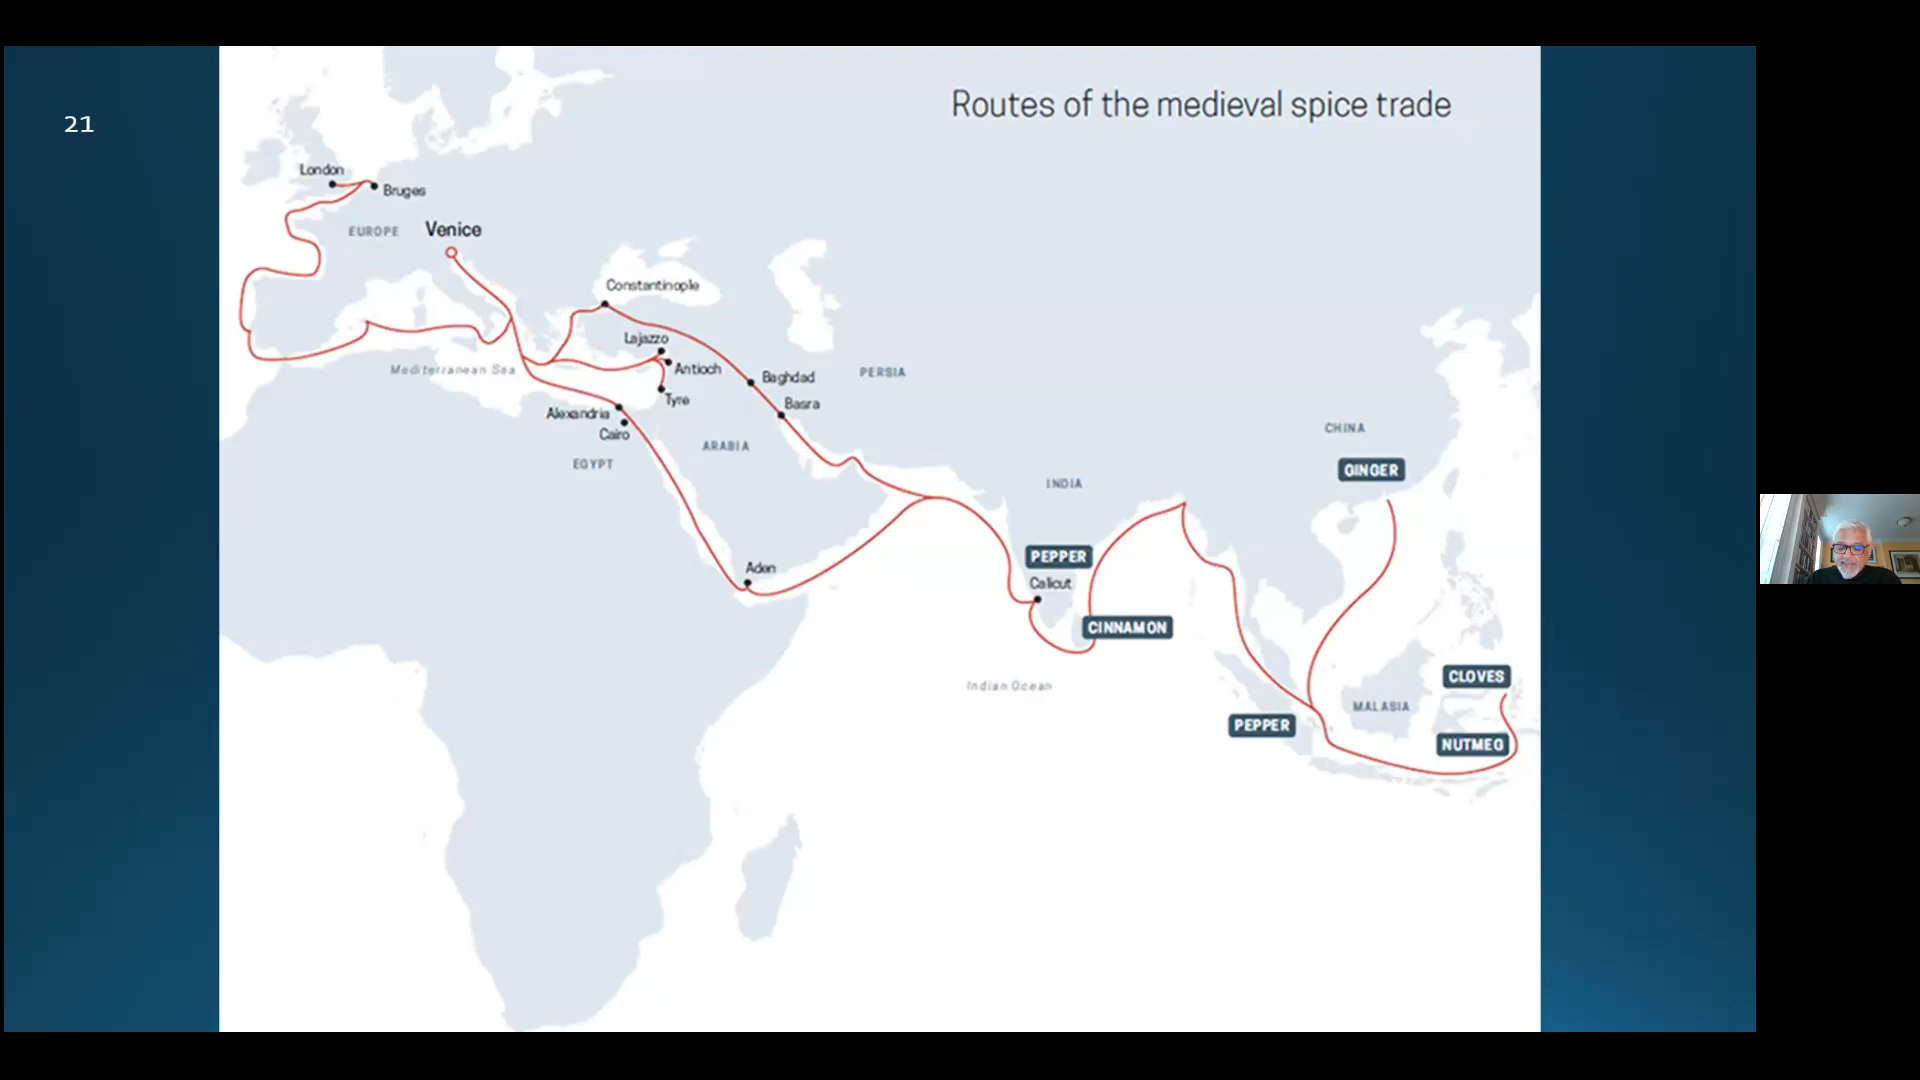 21
Routes of the medieval spice trade
London
Bruges
EUROPE
Venice
Constantinople
Lajazzo
Antioch
Mediterranean Sea
Baghdad
PERSIA
Tyre
Basra
Alexandria
Cairo
ARABIA
EGYPT
CHINA
GINGER
INDIA
PEPPER
Aden
Calicut
CINNAMON
Indian Ocean
CLOVES
MALASIA
PEPPER
NUTMEG